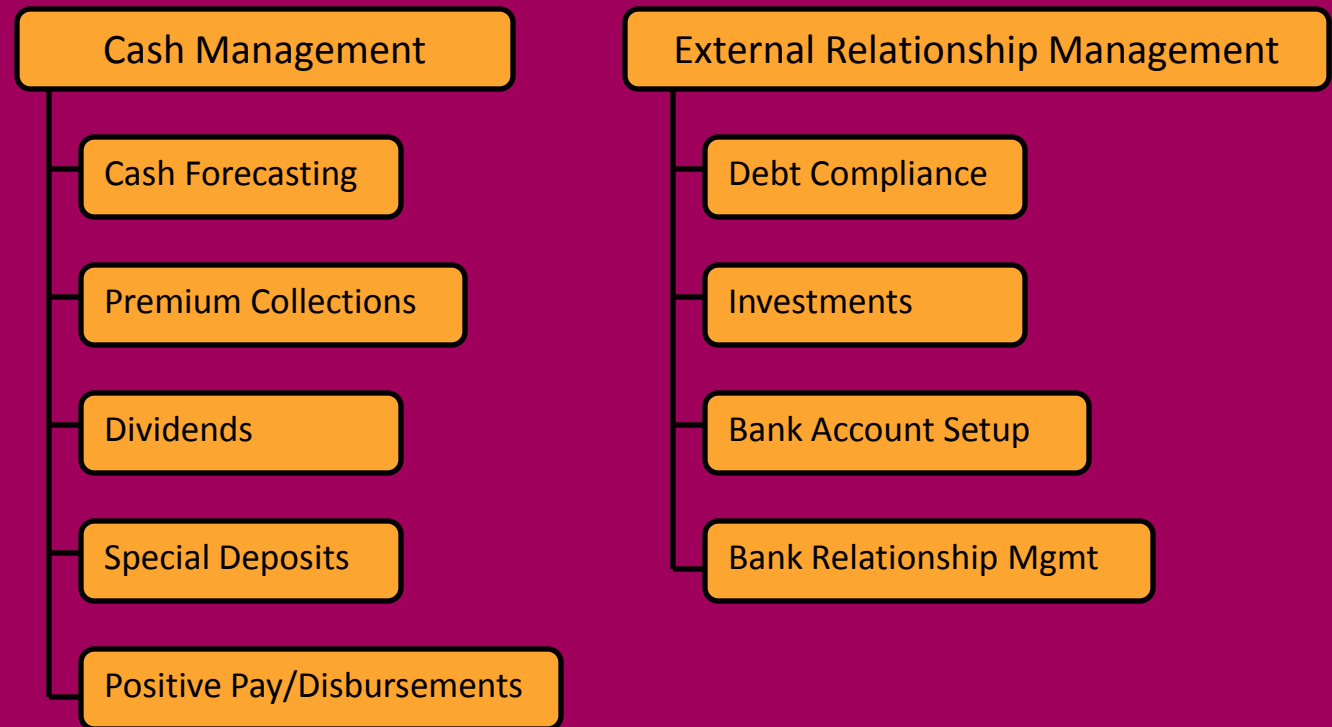 Cash Management
Cash Forecasting
Premium Collections
Dividends
Special Deposits
Positive Pay/Disbursements
External Relationship Management
Debt Compliance
Investments
Bank Account Setup
Bank Relationship Mgmt